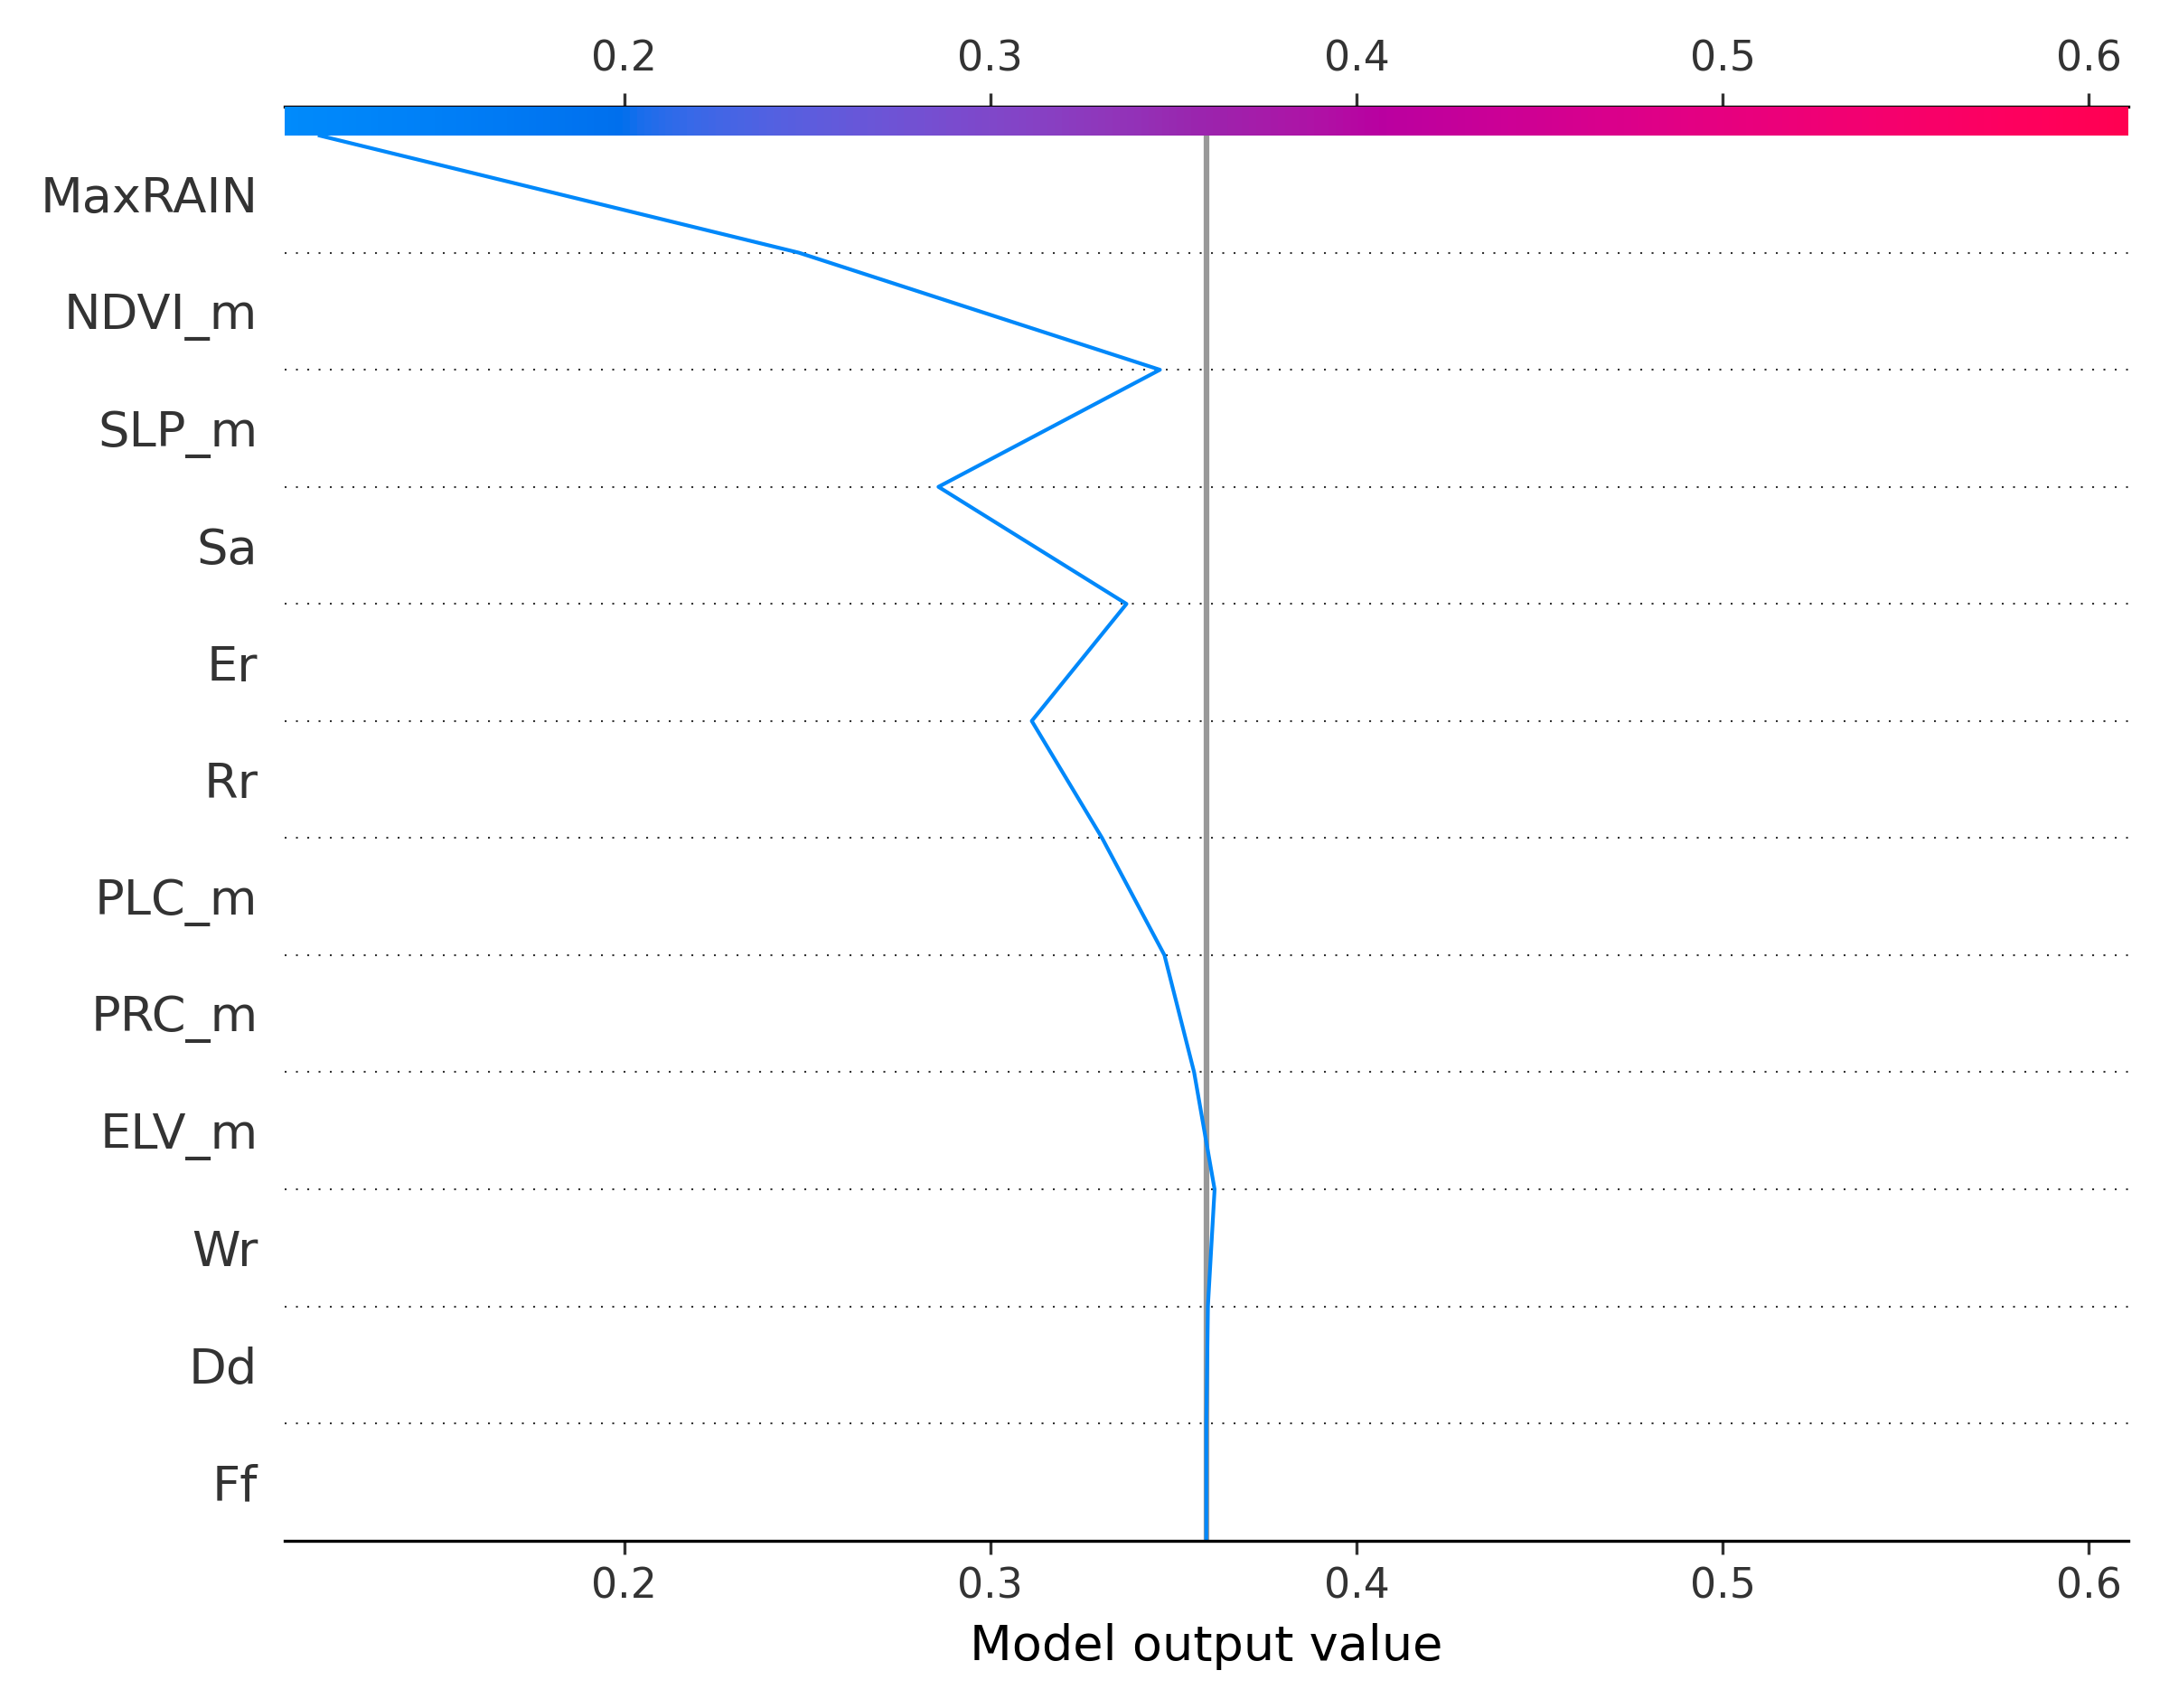 0.2 0.3 0.4 0.5 0.6
MaxRAIN
NDVI_m
SLP_m
Sa
Er
Rr
PLC_m
PRC_m
ELV_m
Wr
Dd
Ff
0.2 0.3 0.4 0.5 0.6
Model output value